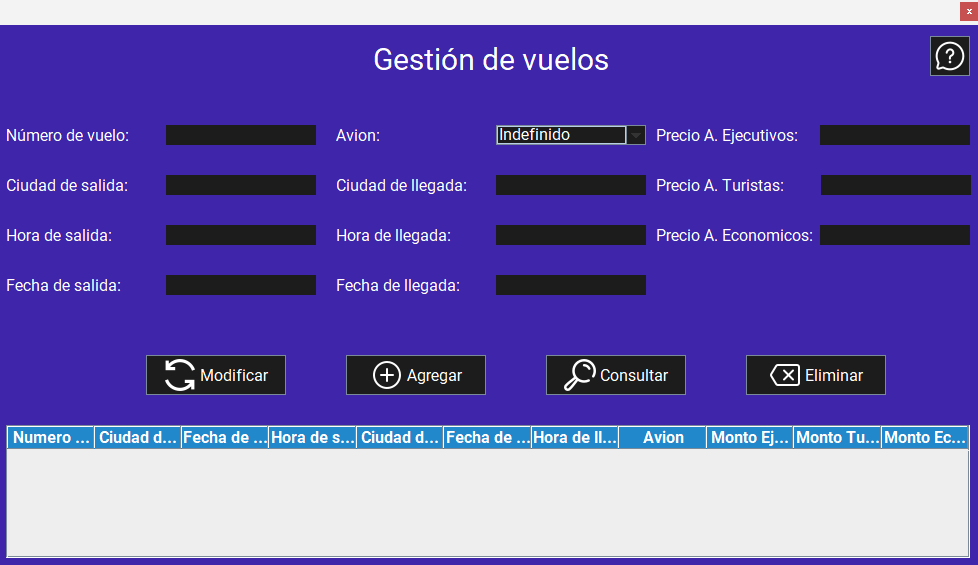 x
Gestión de vuelos
Número de vuelo: Avion: Indefinido Precio A. Ejecutivos:
Ciudad de salida: Ciudad de llegada: Precio A. Turistas:
Hora de salida: Hora de llegada: Precio A. Economicos:
Fecha de salida: Fecha de llegada:
Modificar Agregar Consultar Eliminar
Numero ... Ciudad d... Fecha de ... Hora de s... Ciudad d... Fecha de ... Hora de ll... Avion Monto Ej... Monto Tu... Monto Ec...